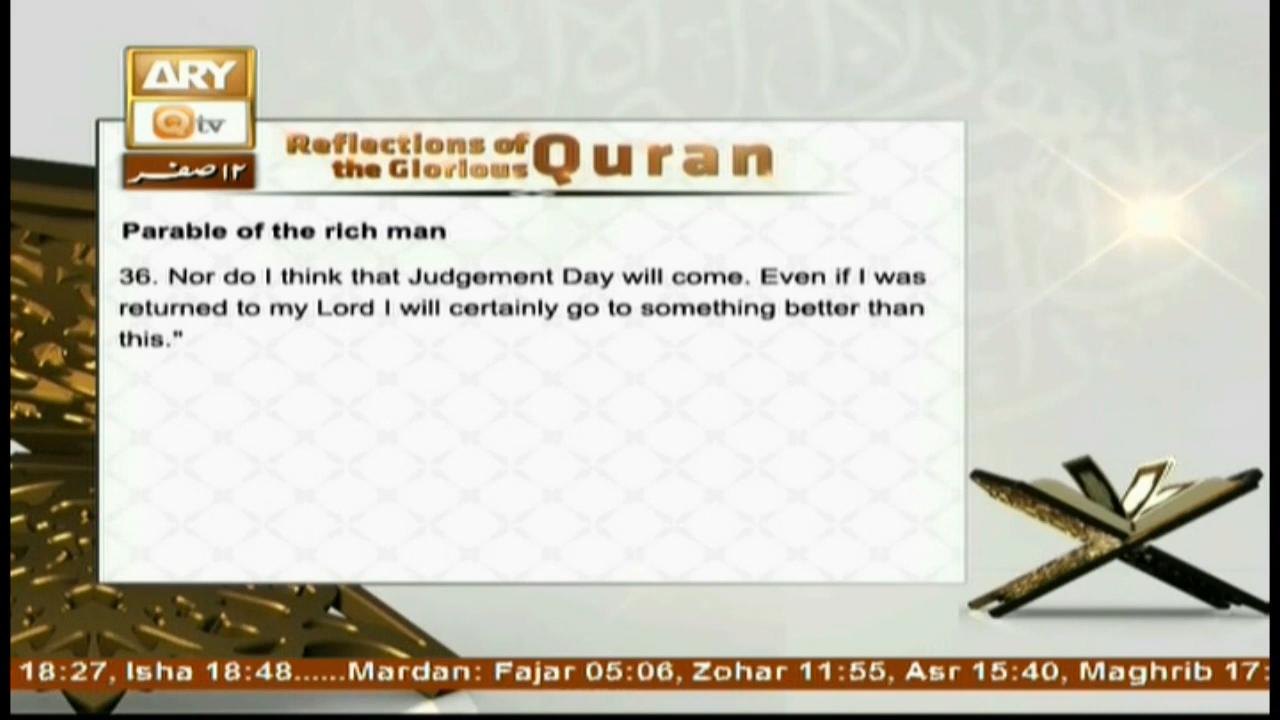 ARY
Qtv
١٢ صفر
Reflections of
the Glorious Quran
Parable of the rich man
36. Nor do I think that Judgement Day will come. Even if I was
returned to my Lord I will certainly go to something better than
this."
18:27, Isha 18:48......Mardan: Fajar 05:06, Zohar 11:55, Asr 15:40, Maghrib 17: